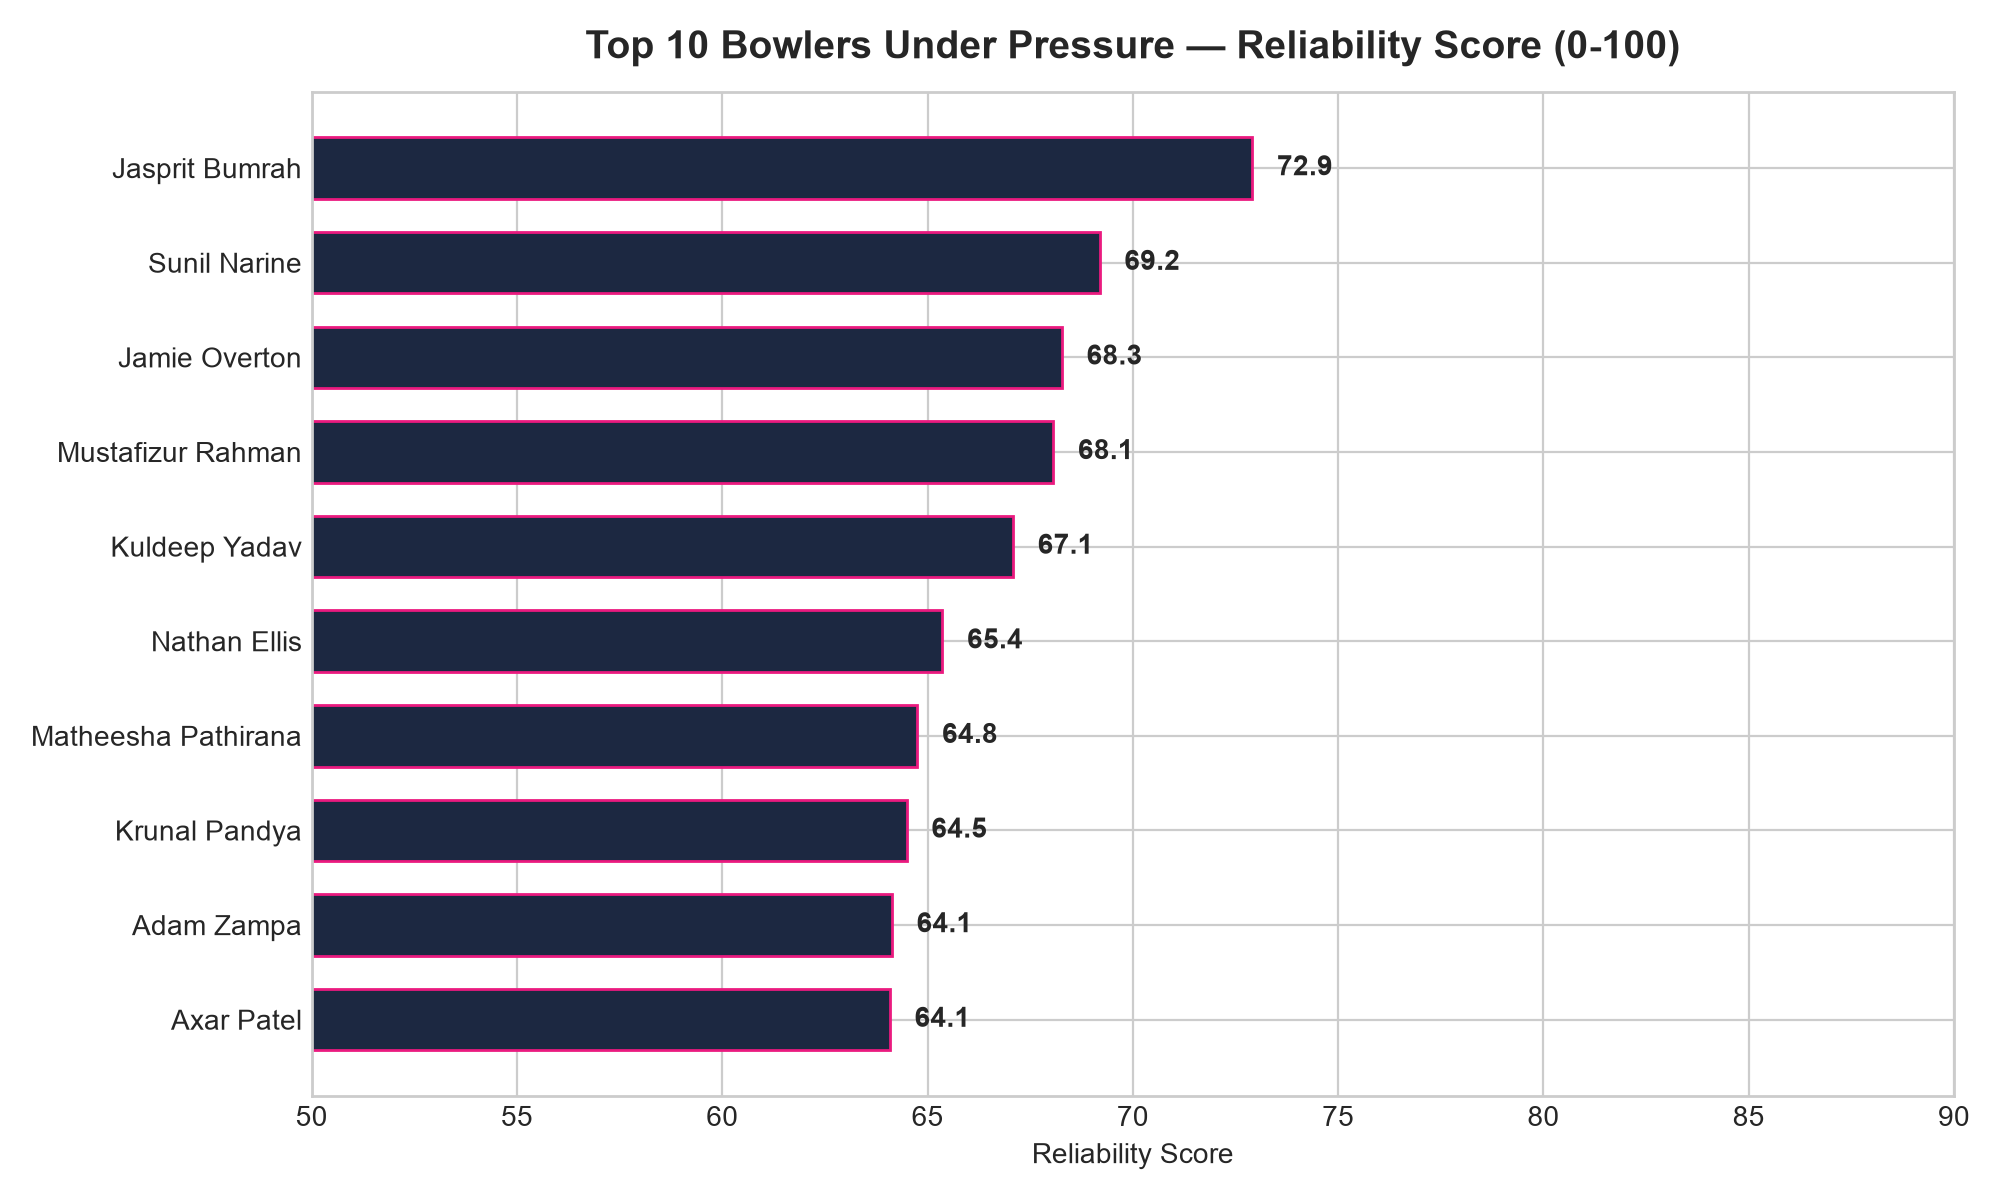 Top 10 Bowlers Under Pressure — Reliability Score (0-100)
Jasprit Bumrah 72.9
Sunil Narine 69.2
Jamie Overton 68.3
Mustafizur Rahman 68.1
Kuldeep Yadav 67.1
Nathan Ellis 65.4
Matheesha Pathirana 64.8
Krunal Pandya 64.5
Adam Zampa 64.1
Axar Patel 64.1
50 55 60 65 70 75 80 85 90
Reliability Score